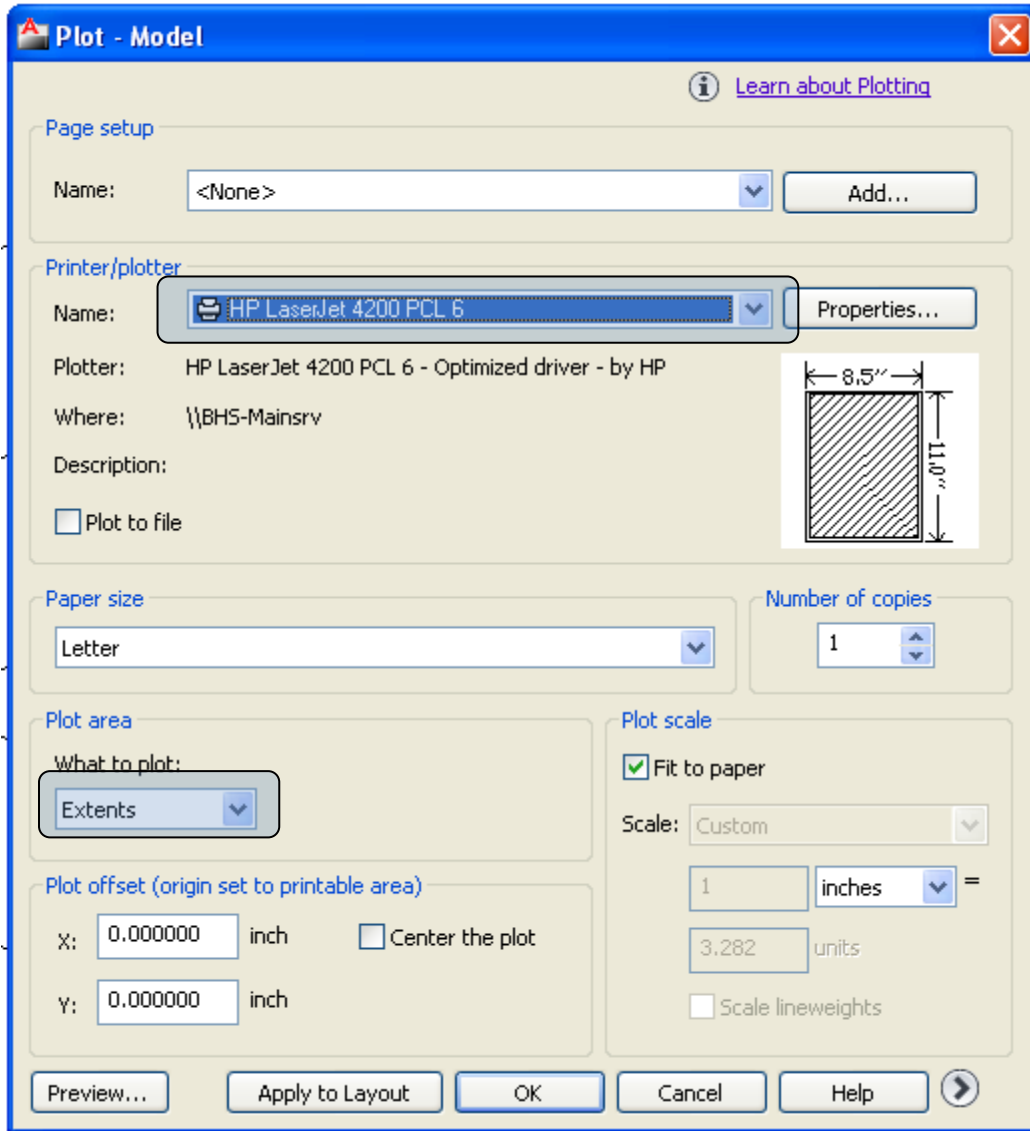 Plot - Model
Learn about Plotting
Page setup
Name: <None> Add...
Printer/plotter
Name: HP LaserJet 4200 PCL 6 Properties...
Plotter: HP LaserJet 4200 PCL 6 - Optimized driver - by HP
Where: \\BHS-Mainsrv
Description:
Plot to file
8.5′′
11.0′′
Paper size
Letter
Number of copies
1
Plot area
What to plot:
Extents
Plot scale
Fit to paper
Scale: Custom
1 inches =
3.282 units
Scale lineweights
Plot offset (origin set to printable area)
X: 0.000000 inch Center the plot
Y: 0.000000 inch
Preview... Apply to Layout OK Cancel Help